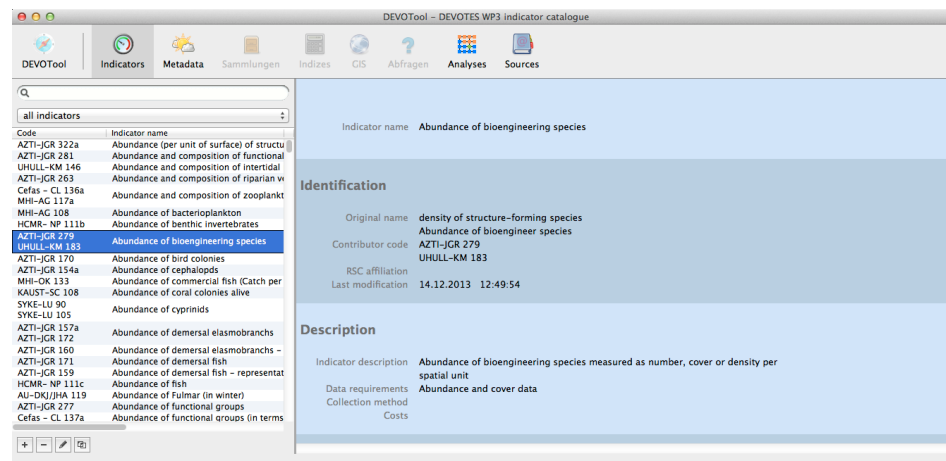 DEVOTool – DEVOTES WP3 indicator catalogue
DEVOTool Indicators Metadata Sammlungen Indizes GIS Abfragen Analyses Sources
all indicators
Code Indicator name
AZTI-JGR 322a Abundance (per unit of surface) of structu
AZTI-JGR 281 Abundance and composition of functional
UHULL-KM 146 Abundance and composition of intertidal
AZTI-JGR 263 Abundance and composition of riparian ve
Cefas - CL 136a
MHI-AG 117a
Abundance and composition of zooplankt
MHI-AG 108 Abundance of bacterioplankton
HCMR- NP 111b Abundance of benthic invertebrates
AZTI-JGR 279
UHULL-KM 183
Abundance of bioengineering species
AZTI-JGR 170 Abundance of bird colonies
AZTI-JGR 154a Abundance of cephalopds
MHI-OK 133 Abundance of commercial fish (Catch per
KAUST-SC 108 Abundance of coral colonies alive
SYKE-LU 90
SYKE-LU 105
Abundance of cyprinids
AZTI-JGR 157a
AZTI-JGR 172
Abundance of demersal elasmobranchs
AZTI-JGR 160 Abundance of demersal elasmobranchs -
AZTI-JGR 171 Abundance of demersal fish
AZTI-JGR 159 Abundance of demersal fish - representat
HCMR- NP 111c Abundance of fish
AU-DKJ/JHA 119 Abundance of Fulmar (in winter)
AZTI-JGR 277 Abundance of functional groups
Cefas - CL 137a Abundance of functional groups (in terms
Indicator name Abundance of bioengineering species
Identification
Original name density of structure-forming species
Abundance of bioengineer species
Contributor code AZTI-JGR 279
UHULL-KM 183
RSC affiliation
Last modification 14.12.2013 12:49:54
Description
Indicator description Abundance of bioengineering species measured as number, cover or density per
spatial unit
Data requirements Abundance and cover data
Collection method
Costs